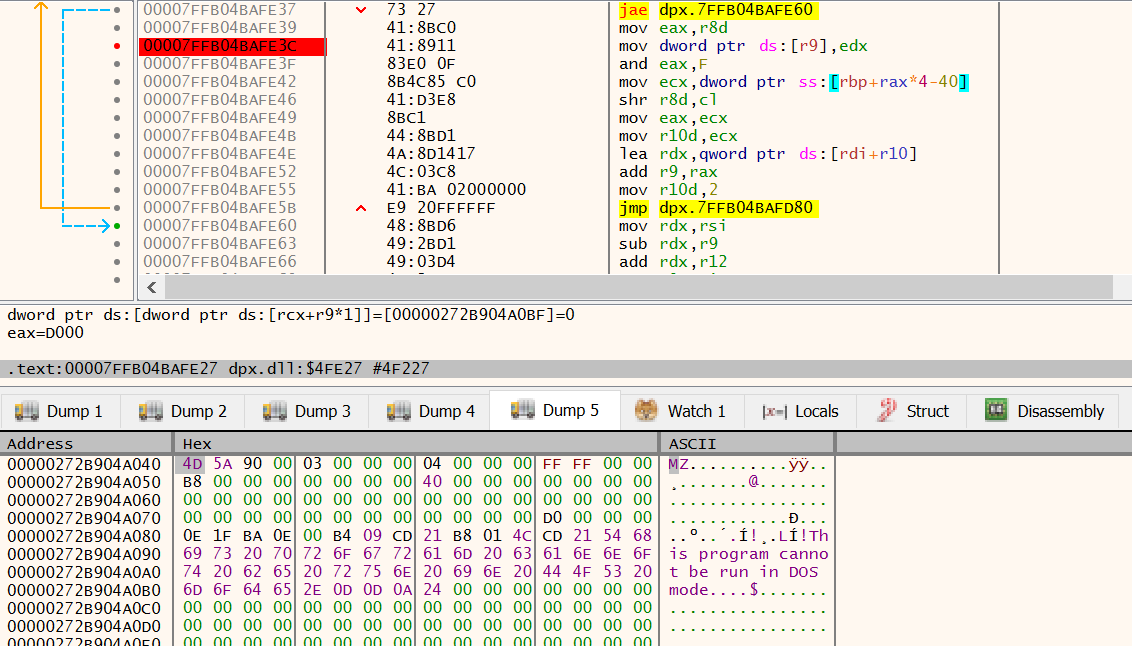 00007FFB04BAFE37 73 27 jae dpx.7FFB04BAFE60
00007FFB04BAFE39 41:8BC0 mov eax,r8d
00007FFB04BAFE3C 41:8911 mov dword ptr ds:[r9],edx
00007FFB04BAFE3F 83E0 0F and eax,F
00007FFB04BAFE42 8B4C85 C0 mov ecx,dword ptr ss:[rbp+rax*4-40]
00007FFB04BAFE46 41:D3E8 shr r8d,cl
00007FFB04BAFE49 8BC1 mov eax,ecx
00007FFB04BAFE4B 44:8BD1 mov r10d,ecx
00007FFB04BAFE4E 4A:8D1417 lea rdx,qword ptr ds:[rdi+r10]
00007FFB04BAFE52 4C:03C8 add r9,rax
00007FFB04BAFE55 41:BA 02000000 mov r10d,2
00007FFB04BAFE5B E9 20FFFFFF jmp dpx.7FFB04BAFD80
00007FFB04BAFE60 48:8BD6 mov rdx,rsi
00007FFB04BAFE63 49:2BD1 sub rdx,r9
00007FFB04BAFE66 49:03D4 add rdx,r12
dword ptr ds:[dword ptr ds:[rcx+r9*1]]=[00000272B904A0BF]=0
eax=D000
.text:00007FFB04BAFE27 dpx.dll:$4FE27 #4F227
Dump 1 Dump 2 Dump 3 Dump 4 Dump 5 Watch 1 |x=| Locals Struct Disassembly
Address Hex ASCII
00000272B904A040 4D 5A 90 00 03 00 00 00 04 00 00 00 FF FF 00 00 MZ..........ÿÿ..
00000272B904A050 B8 00 00 00 00 00 00 00 40 00 00 00 00 00 00 00 ¸.......@.......
00000272B904A060 00 00 00 00 00 00 00 00 00 00 00 00 00 00 00 00 ................
00000272B904A070 00 00 00 00 00 00 00 00 00 00 00 00 D0 00 00 00 ............Ð...
00000272B904A080 0E 1F BA 0E 00 B4 09 CD 21 B8 01 4C CD 21 54 68 ..º..´.Í!¸.LÍ!Th
00000272B904A090 69 73 20 70 72 6F 67 72 61 6D 20 63 61 6E 6E 6F is program canno
00000272B904A0A0 74 20 62 65 20 72 75 6E 20 69 6E 20 44 4F 53 20 t be run in DOS
00000272B904A0B0 6D 6F 64 65 2E 0D 0D 0A 24 00 00 00 00 00 00 00 mode....$.......
00000272B904A0C0 00 00 00 00 00 00 00 00 00 00 00 00 00 00 00 00 ................
00000272B904A0D0 00 00 00 00 00 00 00 00 00 00 00 00 00 00 00 00 ................